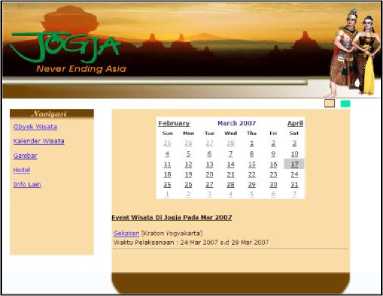 JOGJA
Never Ending Asia
Navigasi
Obyek Wisata
Kalender Wisata
Gambar
Hotel
Info Lain
February March 2007 April
Sun Mon Tue Wed Thu Fri Sat
25 26 27 28 1 2 3
4 5 6 7 8 9 10
11 12 13 14 15 16 17
18 19 20 21 22 23 24
25 26 27 28 29 30 31
1 2 3 4 5 6 7
Event Wisata Di Jogja Pada Mar 2007
Sekaten (Kraton Yogyakarta)
Waktu Pelaksanaan : 24 Mar 2007 s.d 29 Mar 2007